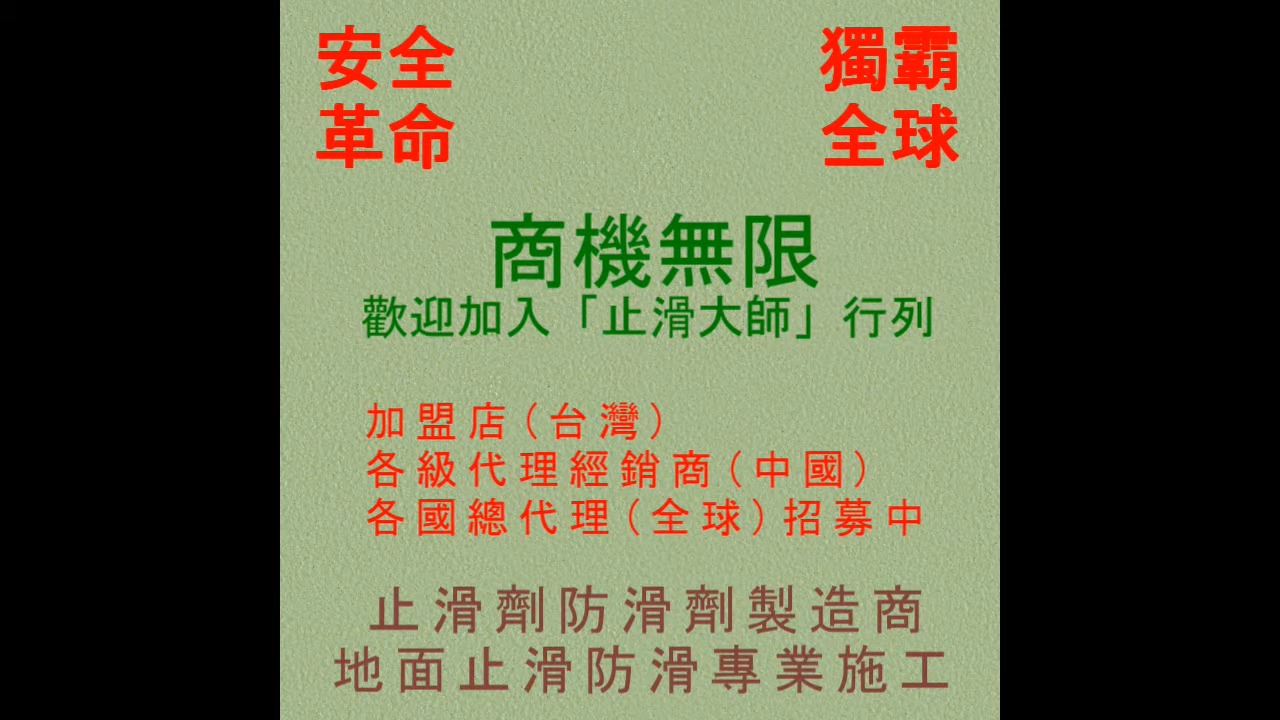 安全
革命
獨霸
全球
商機無限
歡迎加入「止滑大師」行列
加盟店(台灣)
各級代理經銷商(中國)
各國總代理(全球)招募中
止滑劑防滑劑製造商
地面止滑防滑專業施工